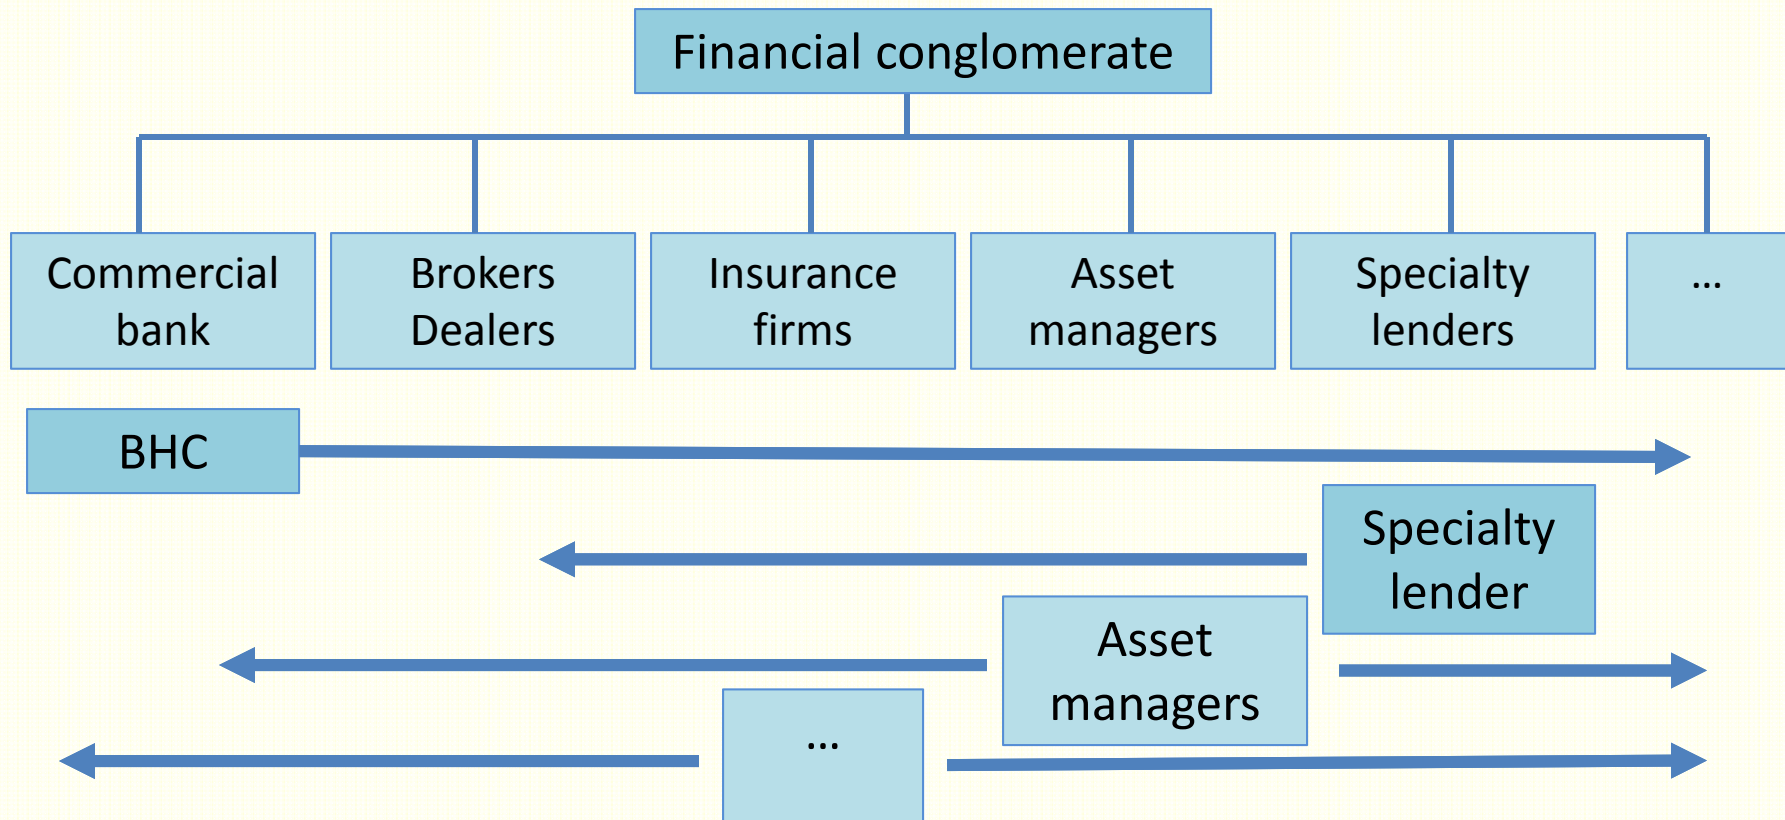 Financial conglomerate
Commercial
bank
Brokers
Dealers
Insurance
firms
Asset
managers
Specialty
lenders
...
BHC
Specialty
lender
Asset
managers
...